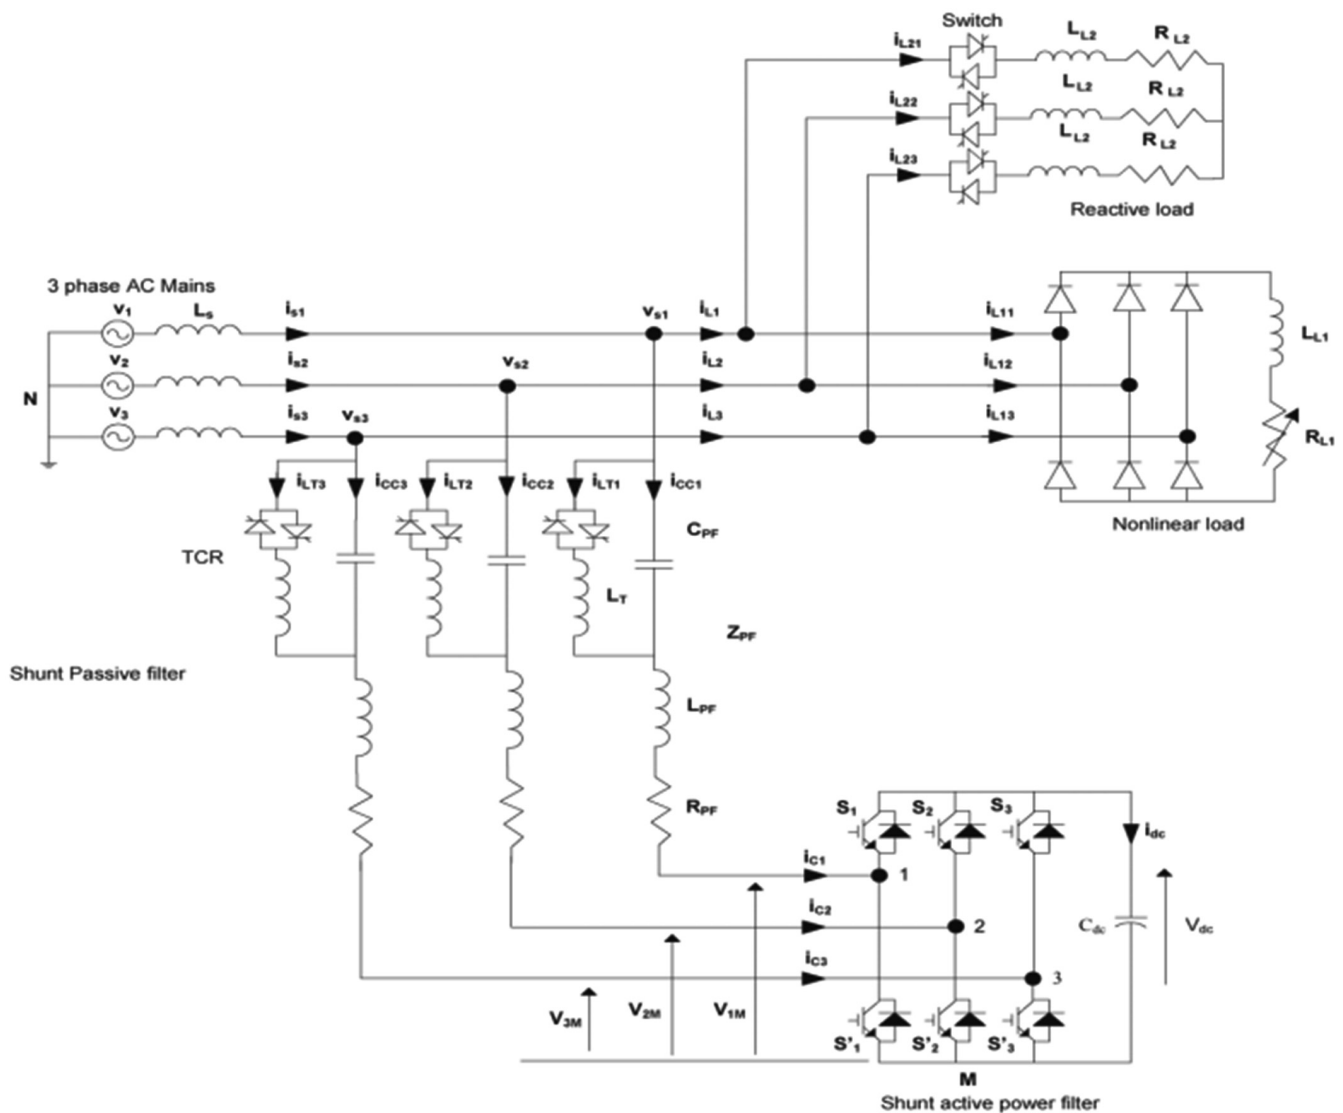 Switch
iL21
LL2
R L2
iL22
LL2
R L2
iL23
LL2
R L2
Reactive load
3 phase AC Mains
v1
Ls
is1
vs1
iL1
iL11
v2
is2
vs2
iL2
iL12
LL1
N
v3
is3
vs3
iL3
iL13
RL1
iLT3
iCC3
iLT2
iCC2
iLT1
iCC1
Nonlinear load
CPF
TCR
LT
ZPF
Shunt Passive filter
LPF
RPF
S1
S2
S3
idc
iC1
1
iC2
2
Cdc
Vdc
iC3
3
V3M
V2M
V1M
S'1
S'2
S'3
M
Shunt active power filter